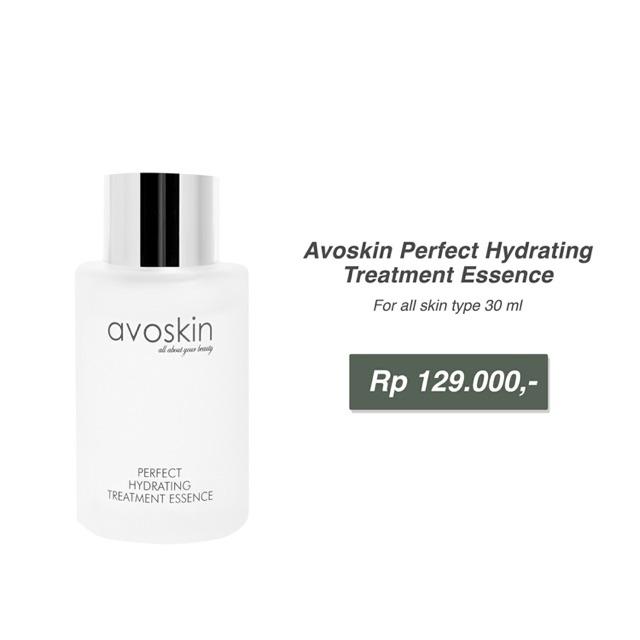 avoskin
all about your beauty
PERFECT
HYDRATING
TREATMENT ESSENCE
Avoskin Perfect Hydrating
Treatment Essence
For all skin type 30 ml
Rp 129.000,-